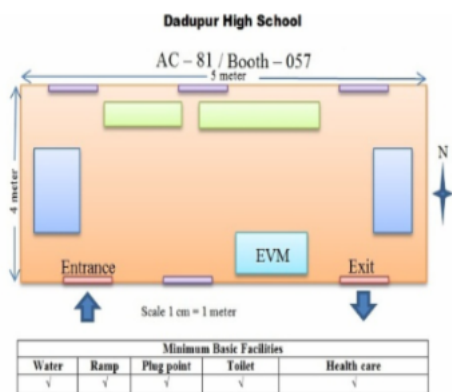 Dadupur High School
AC – 81 / Booth – 057
5 meter
4 meter
N
EVM
Entrance
Exit
Scale 1 cm = 1 meter
Minimum Basic Facilities
Water Ramp Plug point Toilet Health care
√ √ √ √ √